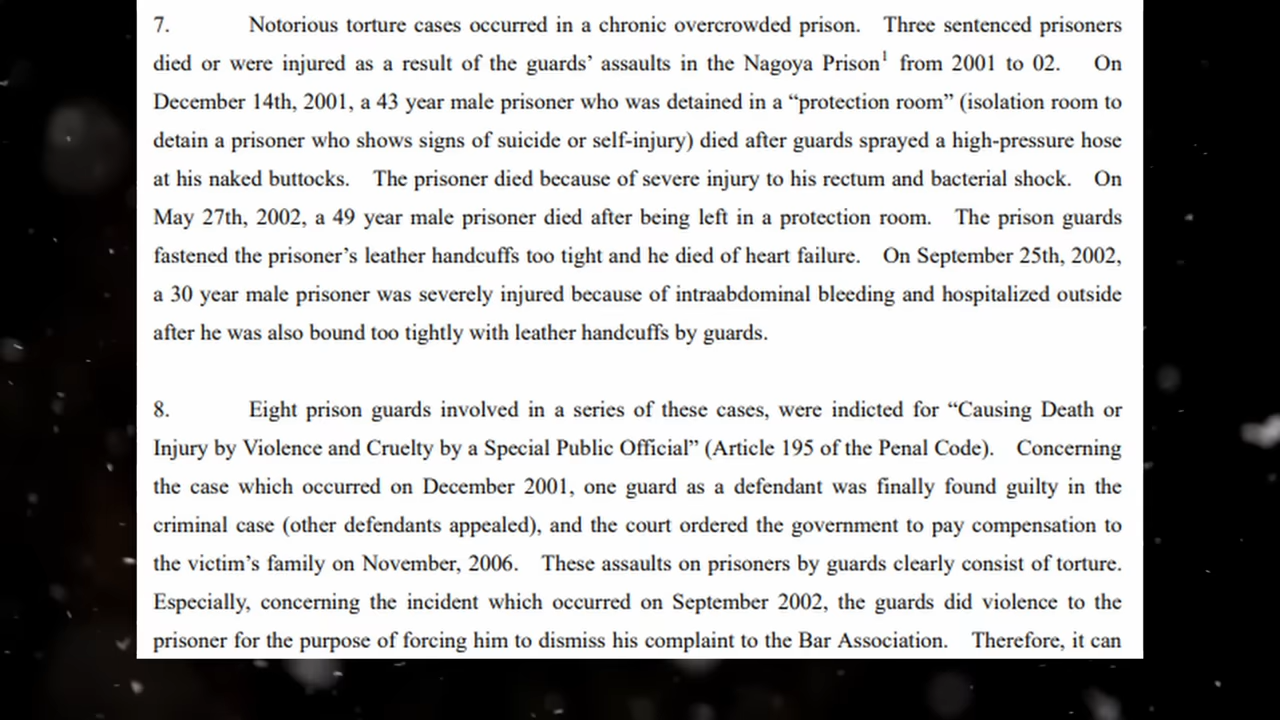 7. Notorious torture cases occurred in a chronic overcrowded prison. Three sentenced prisoners
died or were injured as a result of the guards’ assaults in the Nagoya Prison1 from 2001 to 02. On
December 14th, 2001, a 43 year male prisoner who was detained in a “protection room” (isolation room to
detain a prisoner who shows signs of suicide or self-injury) died after guards sprayed a high-pressure hose
at his naked buttocks. The prisoner died because of severe injury to his rectum and bacterial shock. On
May 27th, 2002, a 49 year male prisoner died after being left in a protection room. The prison guards
fastened the prisoner’s leather handcuffs too tight and he died of heart failure. On September 25th, 2002,
a 30 year male prisoner was severely injured because of intraabdominal bleeding and hospitalized outside
after he was also bound too tightly with leather handcuffs by guards.
8. Eight prison guards involved in a series of these cases, were indicted for “Causing Death or
Injury by Violence and Cruelty by a Special Public Official” (Article 195 of the Penal Code). Concerning
the case which occurred on December 2001, one guard as a defendant was finally found guilty in the
criminal case (other defendants appealed), and the court ordered the government to pay compensation to
the victim’s family on November, 2006. These assaults on prisoners by guards clearly consist of torture.
Especially, concerning the incident which occurred on September 2002, the guards did violence to the
prisoner for the purpose of forcing him to dismiss his complaint to the Bar Association. Therefore, it can